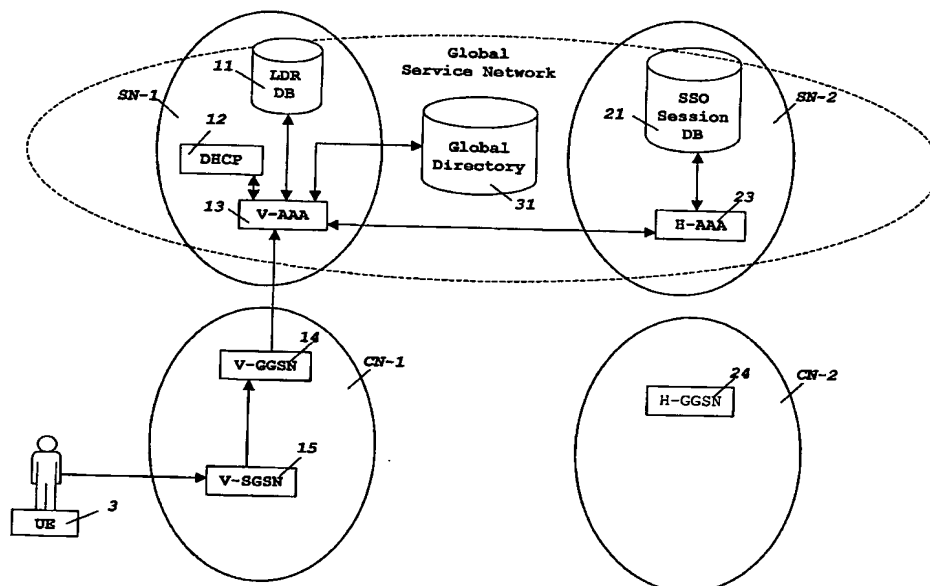 Global
Service Network
SN-1
11
LDR
DB
12
DHCP
13
V-AAA
Global
Directory
31
SSO
Session
DB
21
SN-2
23
H-AAA
14
V-GGSN
CN-1
15
V-SGSN
3
UE
24
H-GGSN
CN-2